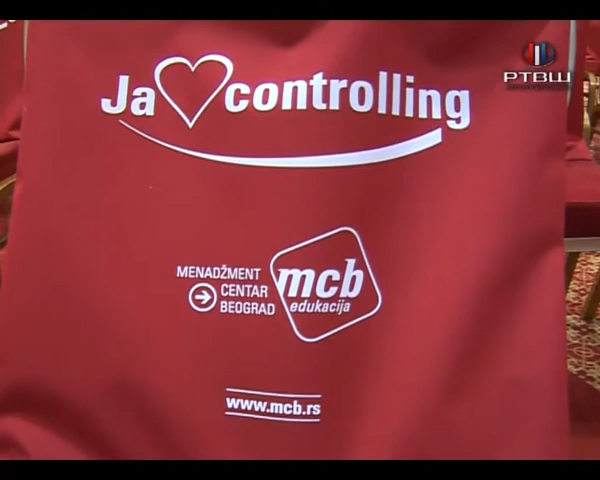 Ja controlling
MENADŽMENT
CENTAR
BEOGRAD
mcb
edukacija
www.mcb.rs
РТВШ